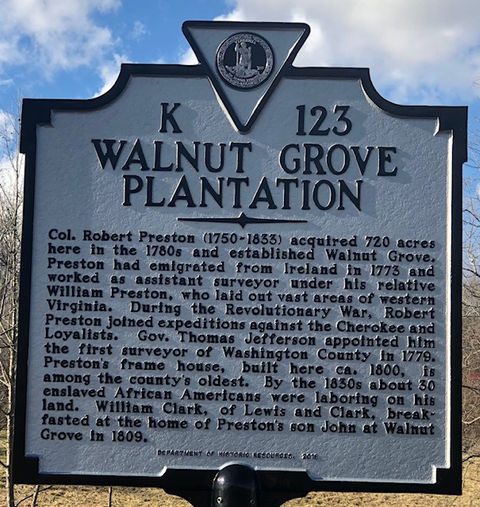 K 123
WALNUT GROVE
PLANTATION
Col. Robert Preston (1750-1833) acquired 720 acres
here in the 1780s and established Walnut Grove.
Preston had emigrated from Ireland in 1773 and
worked as assistant surveyor under his relative
William Preston, who laid out vast areas of western
Virginia. During the Revolutionary War, Robert
Preston joined expeditions against the Cherokee and
Loyalists. Gov. Thomas Jefferson appointed him
the first surveyor of Washington County in 1779.
Preston's frame house, built here ca. 1800, is
among the county's oldest. By the 1830s about 30
enslaved African Americans were laboring on his
land. William Clark, of Lewis and Clark, break-
fasted at the home of Preston's son John at Walnut
Grove in 1809.
DEPARTMENT OF HISTORIC RESOURCES, 2016